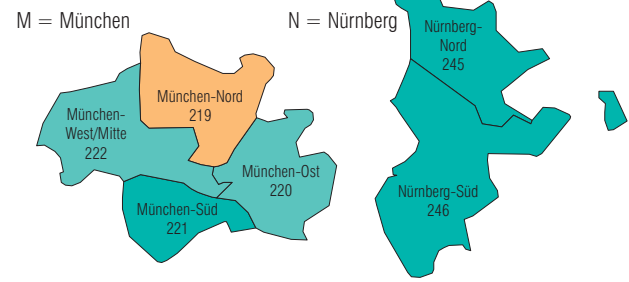 M = München
N = Nürnberg
Nürnberg-
Nord
245
München-Nord
219
München-
West/Mitte
222
München-Ost
220
München-Süd
221
Nürnberg-Süd
246